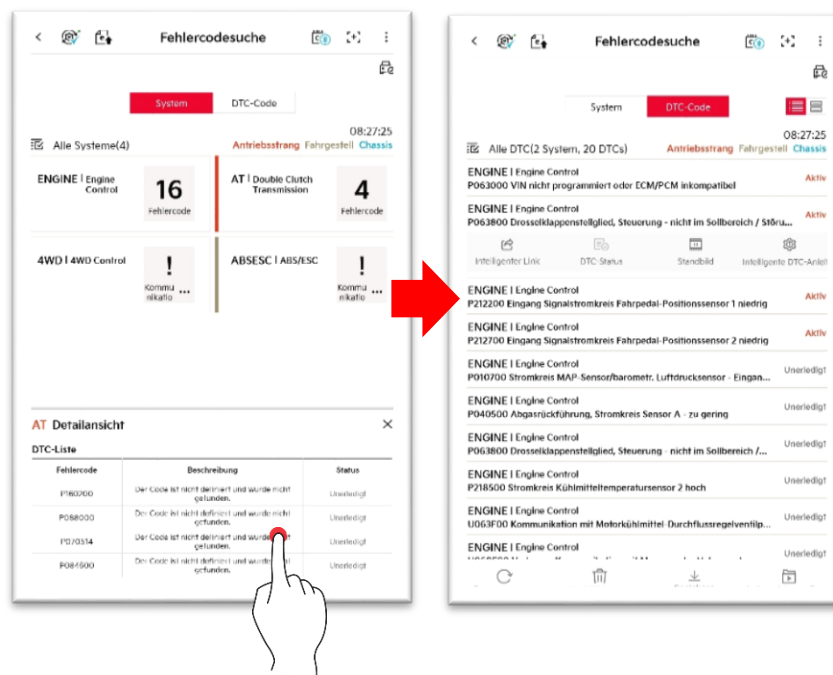 Fehlercodesuche
System
DTC-Code
08:27:25
Alle Systeme(4)
Antriebsstrang Fahrgestell Chassis
ENGINE | Engine
Control
16
Fehlercode
AT | Double Clutch
Transmission
4
Fehlercode
4WD | 4WD Control
!
Kommu
nikatio ...
ABSESC | ABS/ESC
!
Kommu
nikatio ...
AT Detailansicht
DTC-Liste
Fehlercode Beschreibung Status
P160200 Der Code ist nicht definiert und wurde nicht
gefunden. Unerledigt
P068000 Der Code ist nicht definiert und wurde nicht
gefunden. Unerledigt
P070514 Der Code ist nicht definiert und wurde
gefunden. Unerledigt
Der Code ist nicht definiert und wurde nicht
gefunden. Unerledigt
Fehlercodesuche
System
DTC-Code
08:27:25
Alle DTC(2 System, 20 DTCs)
Antriebsstrang Fahrgestell Chassis
ENGINE | Engine Control
P063000 VIN nicht programmiert oder ECM/PCM inkompatibel Aktiv
ENGINE | Engine Control
P063800 Drosselklappenstellglied, Steuerung - nicht im Sollbereich / Störu... Aktiv
Intelligenter Link DTC-Status Standbild Intelligente DTC-Anleit
ENGINE | Engine Control
P212200 Eingang Signalstromkreis Fahrpedal-Positionssensor 1 niedrig Aktiv
ENGINE | Engine Control
P212700 Eingang Signalstromkreis Fahrpedal-Positionssensor 2 niedrig Aktiv
ENGINE | Engine Control
P010700 Stromkreis MAP-Sensor/barometr. Luftdrucksensor - Eingan... Unerledigt
ENGINE | Engine Control
P040500 Abgasrückführung, Stromkreis Sensor A - zu gering Unerledigt
ENGINE | Engine Control
P063800 Drosselklappenstellglied, Steuerung - nicht im Sollbereich /... Unerledigt
ENGINE | Engine Control
P218500 Stromkreis Kühlmitteltemperatursensor 2 hoch Unerledigt
ENGINE | Engine Control
U063F00 Kommunikation mit Motorkühlmittel-Durchflussregelventilp... Unerledigt
ENGINE | Engine Control
Unerledigt